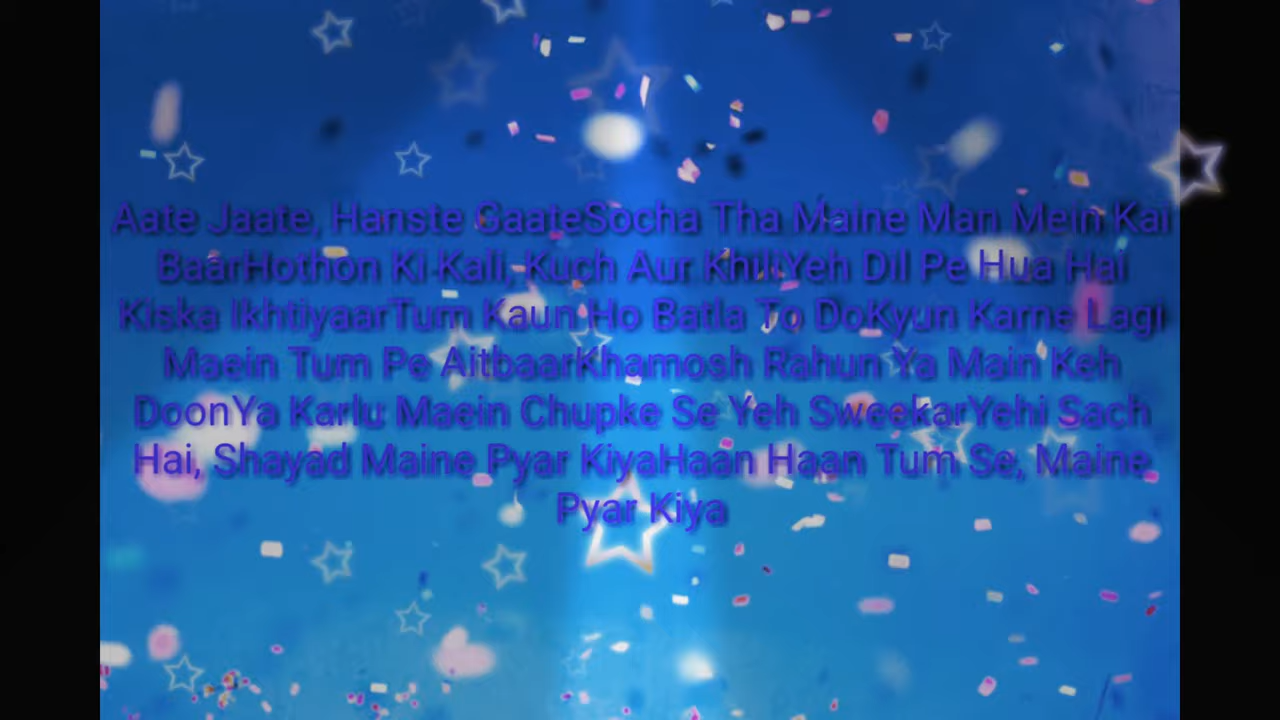 Aate Jaate, Hanste GaateSocha Tha Maine Man Mein Kai
BaarHothon Ki Kali, Kuch Aur KhiliYeh Dil Pe Hua Hai
Kiska IkhtiyaarTum Kaun Ho Batla To DoKyun Karne Lagi
Maein Tum Pe AitbaarKhamosh Rahun Ya Main Keh
DoonYa Karlu Maein Chupke Se Yeh SweekarYehi Sach
Hai, Shayad Maine Pyar KiyaHaan Haan Tum Se, Maine
Pyar Kiya